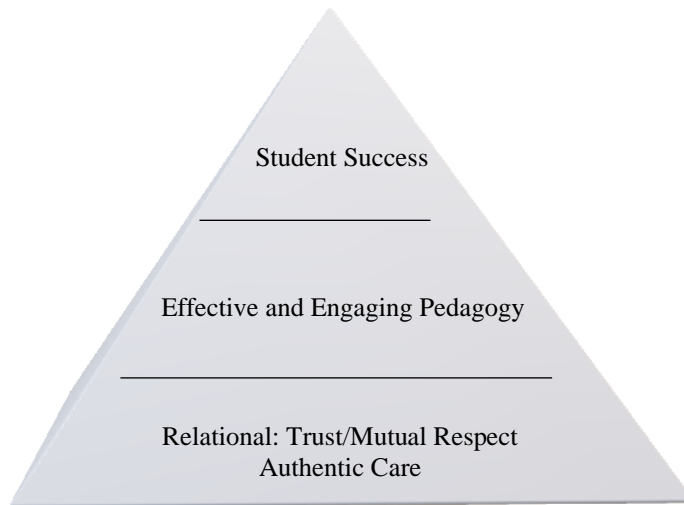 Student Success
Effective and Engaging Pedagogy
Relational: Trust/Mutual Respect
Authentic Care